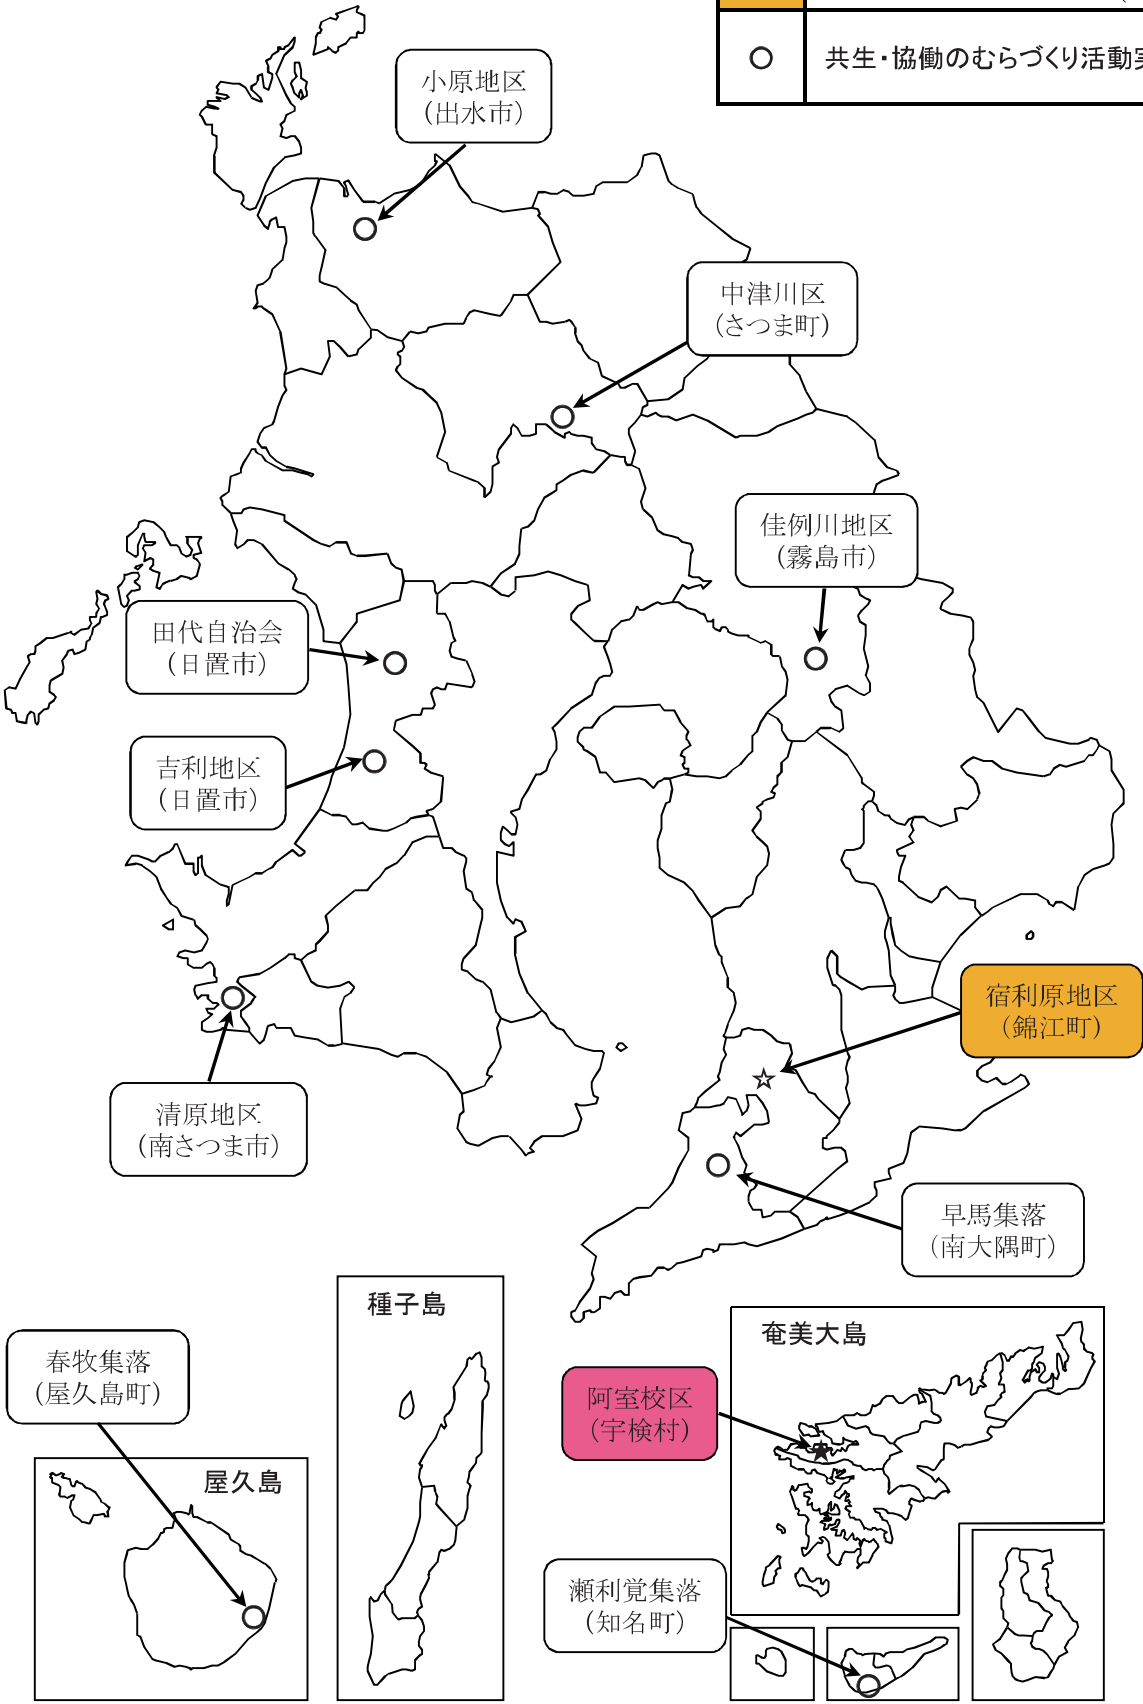 共生・協働のむらづくり活動
小原地区
（出水市）
中津川区
（さつま町）
佳例川地区
（霧島市）
田代自治会
（日置市）
吉利地区
（日置市）
宿利原地区
（錦江町）
清原地区
（南さつま市）
早馬集落
（南大隅町）
種子島
奄美大島
春牧集落
（屋久島町）
阿室校区
（宇検村）
屋久島
瀬利覚集落
（知名町）